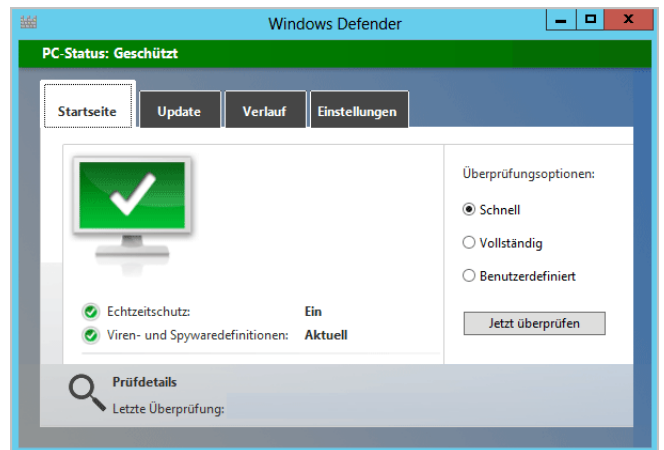 Windows Defender
PC-Status: Geschützt
Startseite Update Verlauf Einstellungen
Überprüfungsoptionen:
Schnell
Vollständig
Benutzerdefiniert
Jetzt überprüfen
Echtzeitschutz: Ein
Viren- und Spywaredefinitionen: Aktuell
Prüfdetails
Letzte Überprüfung: